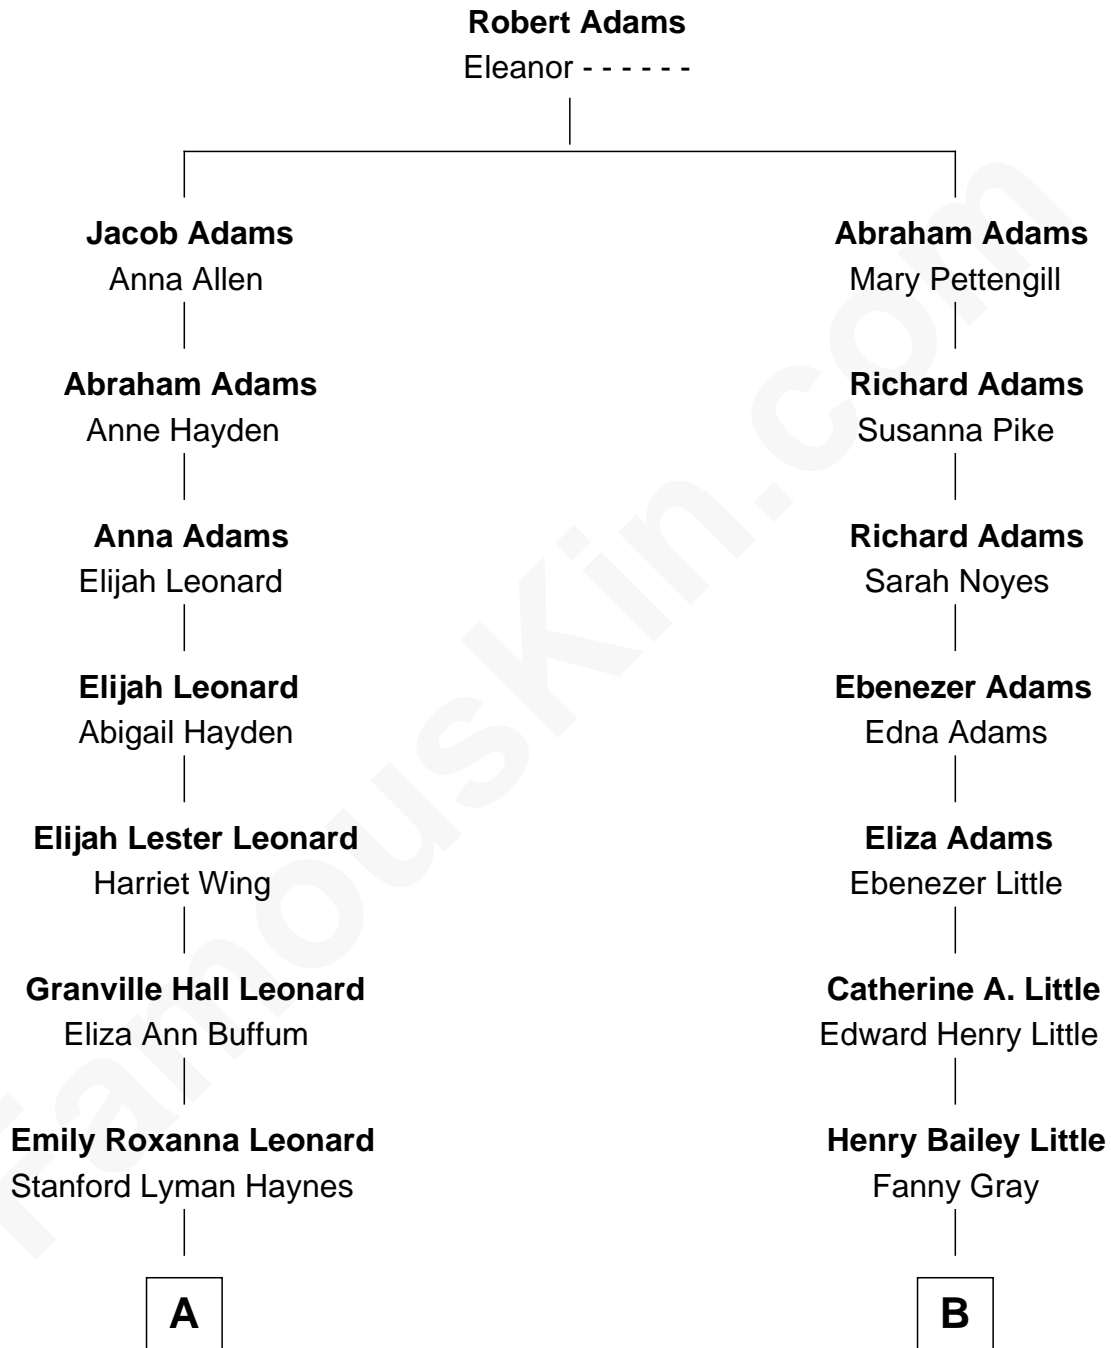 Robert Adams
Eleanor - - - - - -
Jacob Adams
Anna Allen
Abraham Adams
Anne Hayden
Anna Adams
Elijah Leonard
Elijah Leonard
Abigail Hayden
Elijah Lester Leonard
Harriet Wing
Granville Hall Leonard
Eliza Ann Buffum
Emily Roxanna Leonard
Stanford Lyman Haynes
A
Abraham Adams
Mary Pettengill
Richard Adams
Susanna Pike
Richard Adams
Sarah Noyes
Ebenezer Adams
Edna Adams
Eliza Adams
Ebenezer Little
Catherine A. Little
Edward Henry Little
Henry Bailey Little
Fanny Gray
B
FamousKin.com